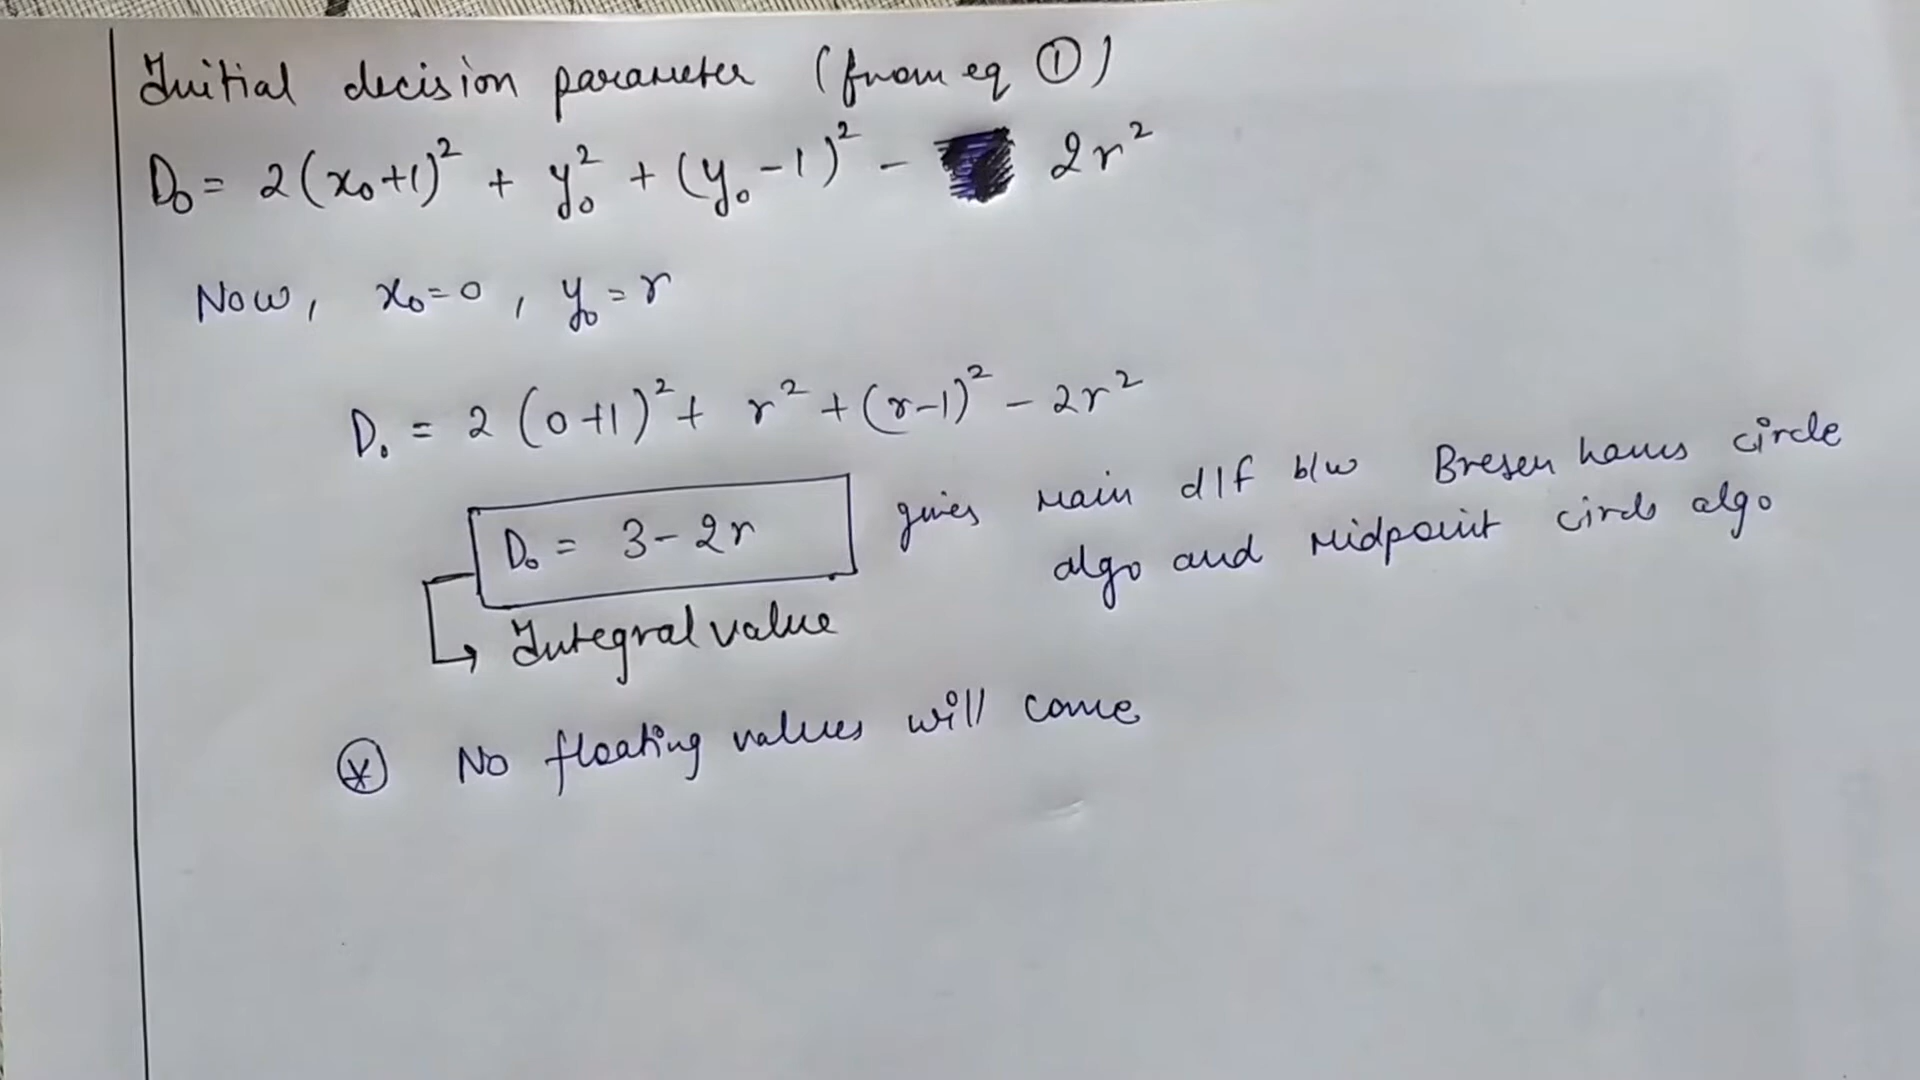 Initial decision parameter (from eq ①)
D₀ = 2(x₀+1)² + y₀² + (y₀-1)² - 2r²
Now, x₀=0, y₀=r
D₀ = 2(0+1)² + r² + (r-1)² - 2r²
D₀ = 3-2r gives main dif b/w Bresenhams circle
algo and midpoint circle algo
↳ Integral value
⊛ No floating values will come